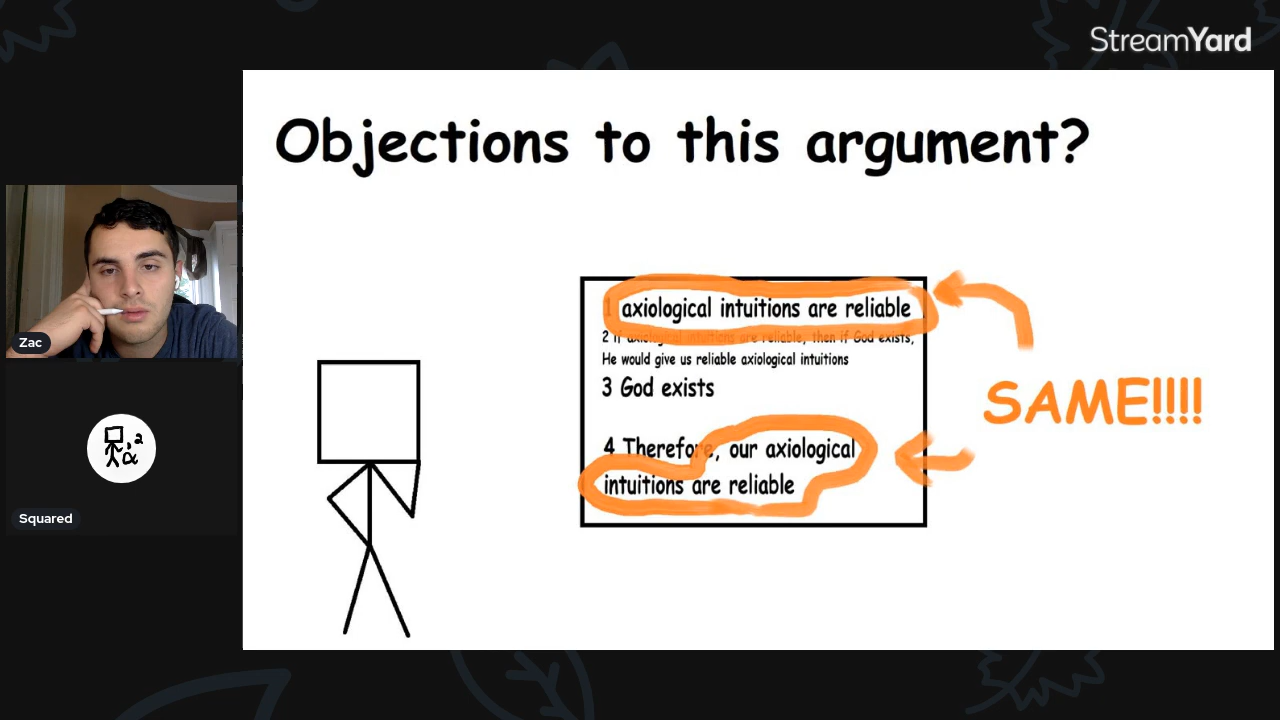 StreamYard
Objections to this argument?
1 axiological intuitions are reliable
2 If axiological intuitions are reliable, then if God exists,
He would give us reliable axiological intuitions
3 God exists
SAME!!!!
4 Therefore, our axiological
intuitions are reliable
Zac
Squared